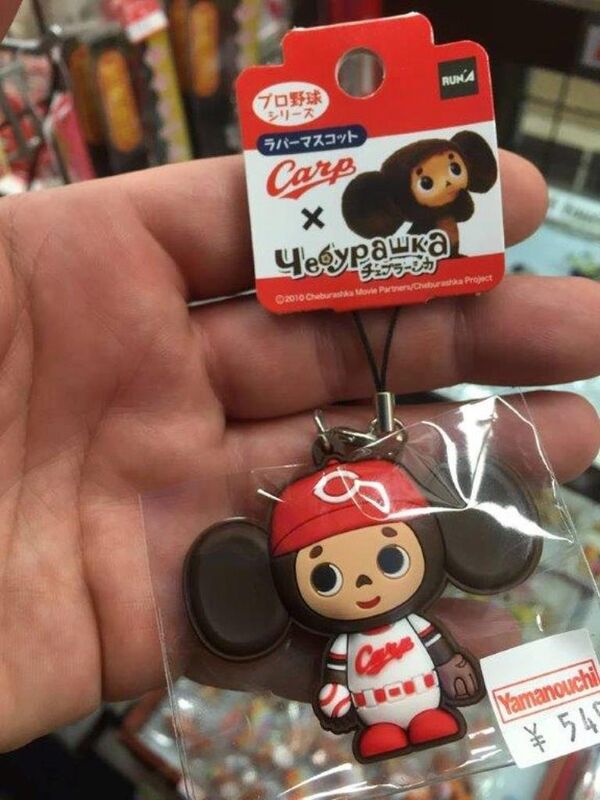 RUN'A
プロ野球
シリーズ
ラバーマスコット
Carp
×
Чебурашка
チェブラーシカ
©2010 Cheburashka Movie Partners/Cheburashka Project
C
Carp
Yamanouchi
¥ 540